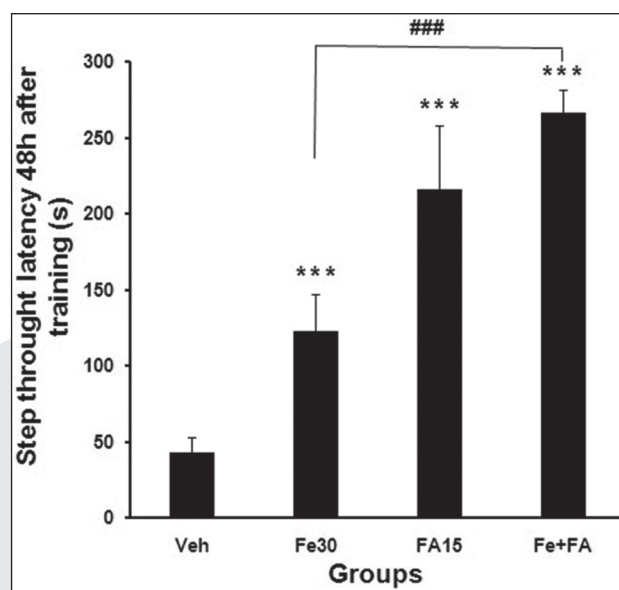 ###
300
250
200
150
100
50
0
***
***
***
Step throught latency 48h after
training (s)
Veh Fe30 FA15 Fe+FA
Groups